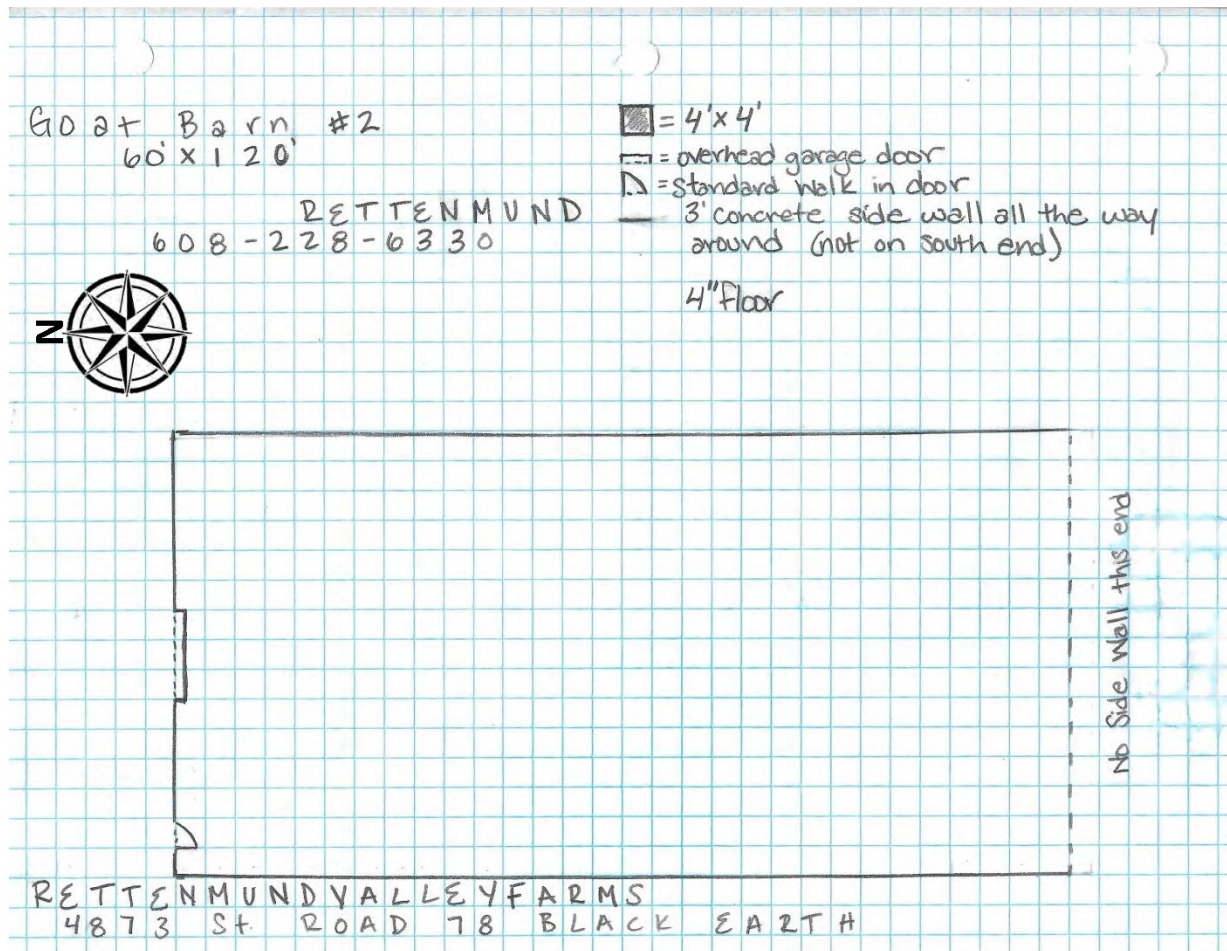 Goat Barn #2
60' x 120'
RETTENMUND
608-228-6330
= 4' x 4'
= overhead garage door
= Standard Walk in door
3' concrete side wall all the way
around (not on south end)
4" Floor
N
No Side Wall this end
RETTENMUNDVALLEYFARMS
4873 St. ROAD 78 BLACK EARTH